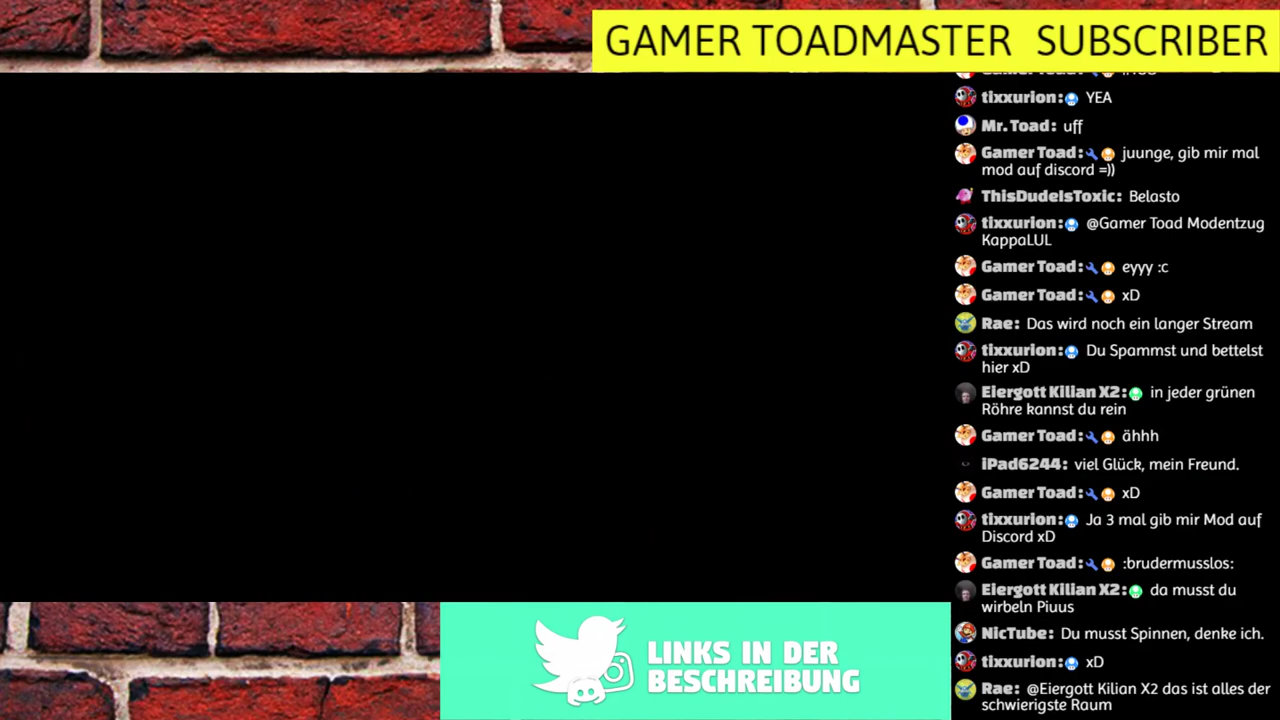 GAMER TOADMASTER SUBSCRIBER
Gamer Toad:
tixxurion: YEA
Mr. Toad: uff
Gamer Toad: juunge, gib mir mal
mod auf discord =))
ThisDudeIsToxic: Belasto
tixxurion: @Gamer Toad Modentzug
KappaLUL
Gamer Toad: eyyy :c
Gamer Toad: xD
Rae: Das wird noch ein langer Stream
tixxurion: Du Spammst und bettelst
hier xD
Eiergott Kilian X2: in jeder grünen
Röhre kannst du rein
Gamer Toad: ähhh
iPad6244: viel Glück, mein Freund.
Gamer Toad: xD
tixxurion: Ja 3 mal gib mir Mod auf
Discord xD
Gamer Toad: :brudermusslos:
Eiergott Kilian X2: da musst du
wirbeln Piuus
NicTube: Du musst Spinnen, denke ich.
tixxurion: xD
Rae: @Eiergott Kilian X2 das ist alles der
schwierigste Raum
LINKS IN DER
BESCHREIBUNG